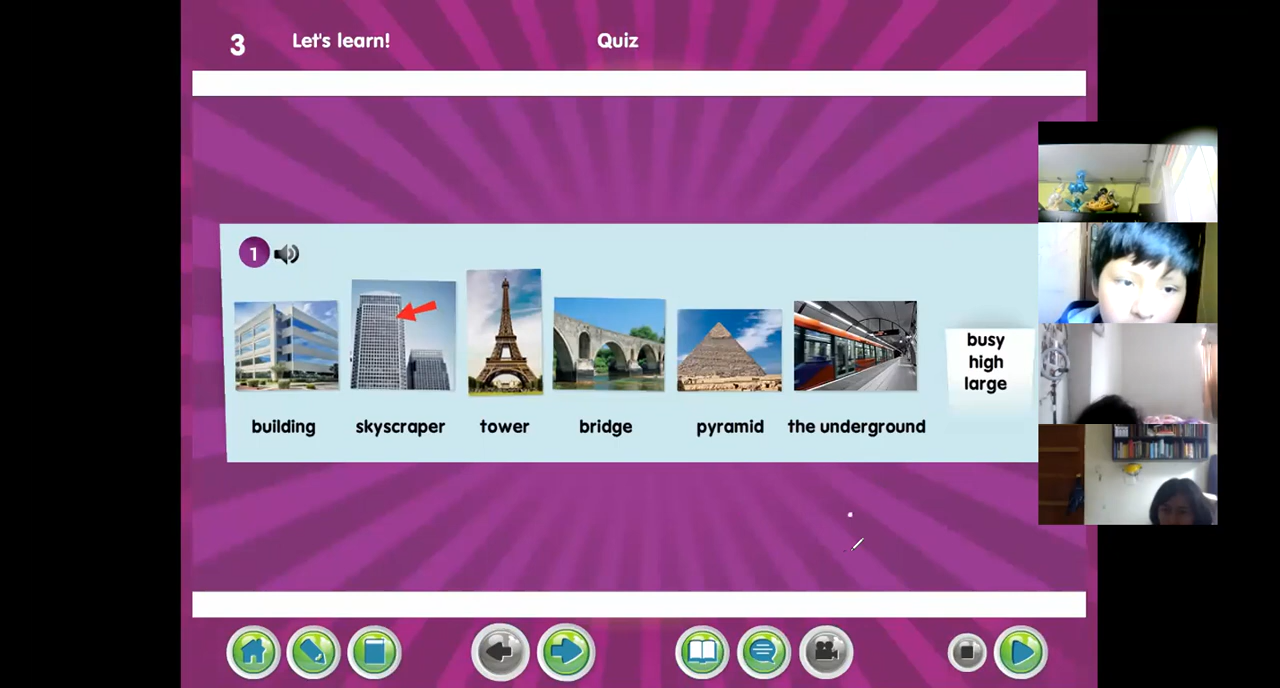 3 Let's learn! Quiz
1
building skyscraper tower bridge pyramid the underground
busy
high
large